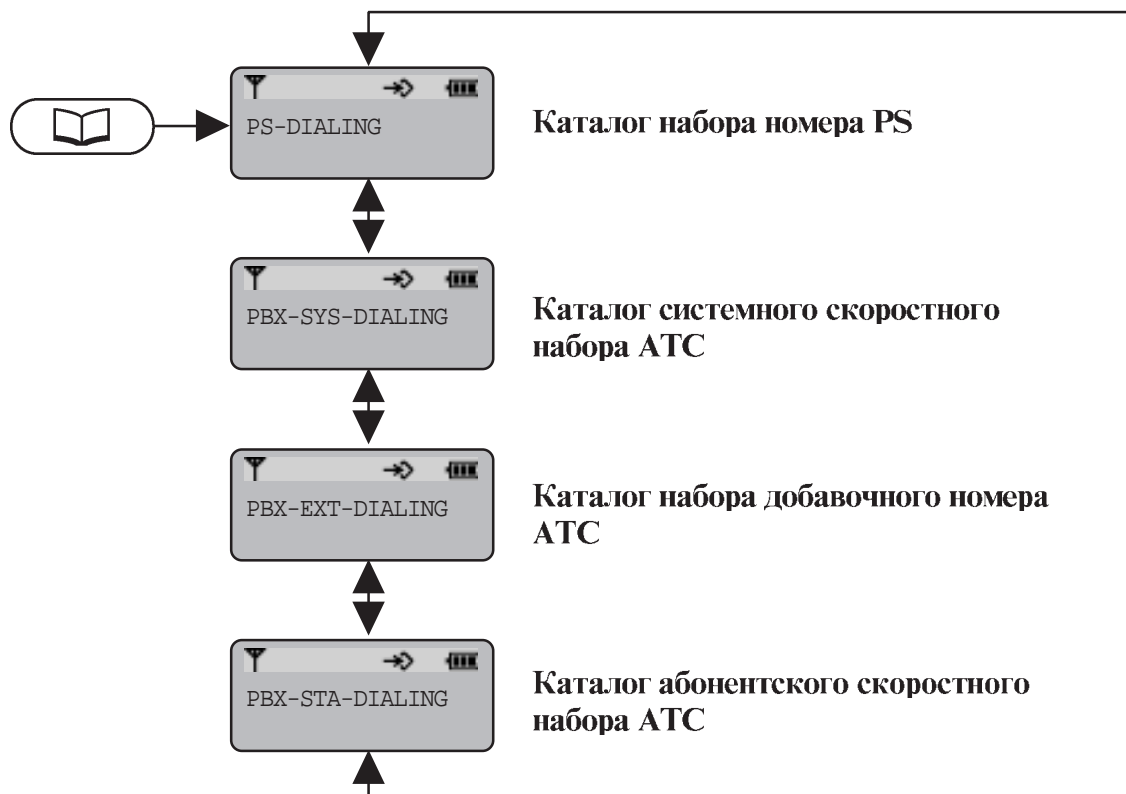 PS-DIALING
Каталог набора номера PS
PBX-SYS-DIALING
Каталог системного скоростного
набора АТС
PBX-EXT-DIALING
Каталог набора добавочного номера
АТС
PBX-STA-DIALING
Каталог абонентского скоростного
набора АТС